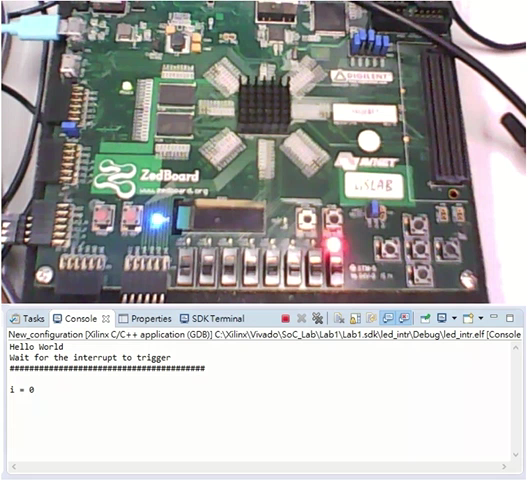 DIGILENT
AVNET
ZedBoard
www.zedboard.org
Tasks Console Properties SDK Terminal
New_configuration [Xilinx C/C++ application (GDB)] C:\Xilinx\Vivado\SoC_Lab\Lab1\Lab1.sdk\led_intr\Debug\led_intr.elf [Console
Hello World
Wait for the interrupt to trigger
########################################
i = 0